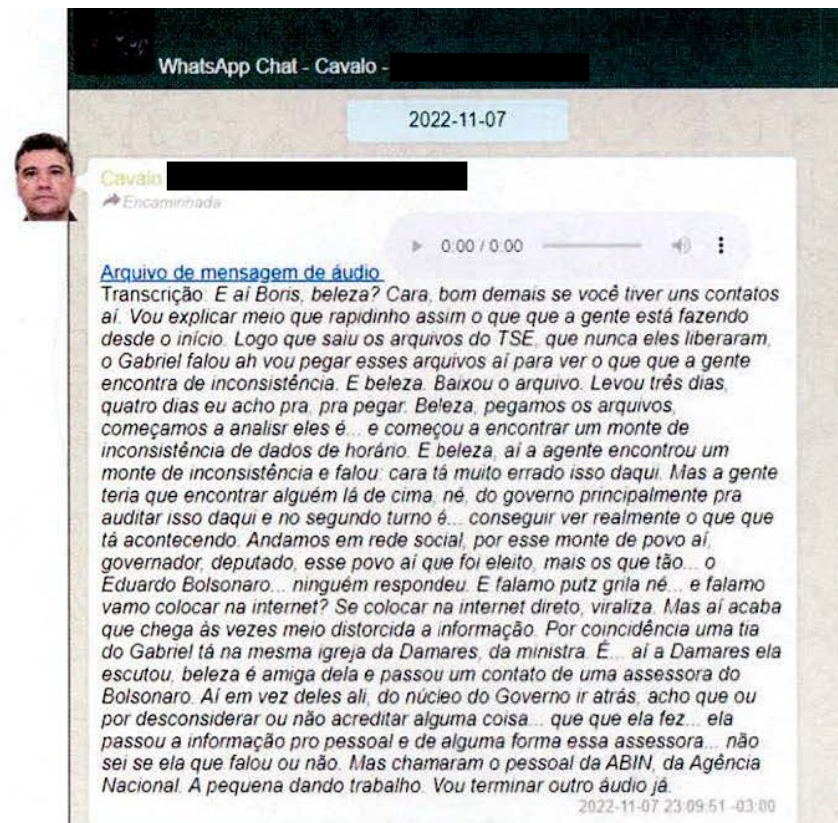 WhatsApp Chat - Cavalo -
2022-11-07
Cavalo
Encaminhada
0:00 / 0:00
Arquivo de mensagem de áudio
Transcrição: E aí Boris, beleza? Cara, bom demais se você tiver uns contatos
aí. Vou explicar meio que rapidinho assim o que que a gente está fazendo
desde o início. Logo que saiu os arquivos do TSE, que nunca eles liberaram,
o Gabriel falou ah vou pegar esses arquivos aí para ver o que que a gente
encontra de inconsistência. E beleza. Baixou o arquivo. Levou três dias,
quatro dias eu acho pra, pra pegar. Beleza, pegamos os arquivos,
começamos a analisr eles é... e começou a encontrar um monte de
inconsistência de dados de horário. E beleza, aí a agente encontrou um
monte de inconsistência e falou: cara tá muito errado isso daqui. Mas a gente
teria que encontrar alguém lá de cima, né, do governo principalmente pra
auditar isso daqui e no segundo turno é... conseguir ver realmente o que que
tá acontecendo. Andamos em rede social, por esse monte de povo aí,
governador, deputado, esse povo aí que foi eleito, mais os que tão... o
Eduardo Bolsonaro... ninguém respondeu. E falamo putz grila né... e falamo
vamo colocar na internet? Se colocar na internet direto, viraliza. Mas aí acaba
que chega às vezes meio distorcida a informação. Por coincidência uma tia
do Gabriel tá na mesma igreja da Damares, da ministra. É... aí a Damares ela
escutou, beleza é amiga dela e passou um contato de uma assessora do
Bolsonaro. Aí em vez deles ali, do núcleo do Governo ir atrás, acho que ou
por desconsiderar ou não acreditar alguma coisa... que que ela fez... ela
passou a informação pro pessoal e de alguma forma essa assessora... não
sei se ela que falou ou não. Mas chamaram o pessoal da ABIN, da Agência
Nacional. A pequena dando trabalho. Vou terminar outro áudio já.
2022-11-07 23:09:51 -03:00